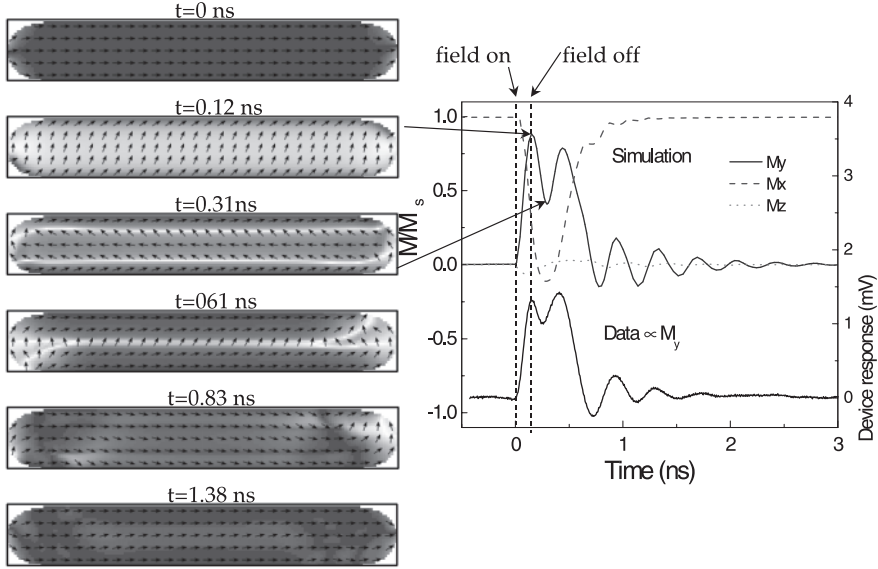 t=0 ns
t=0.12 ns
t=0.31ns
t=061 ns
t=0.83 ns
t=1.38 ns
field on
field off
1.0
0.5
0.0
-0.5
-1.0
M/M s
Simulation
My
Mx
Mz
Data ∝ My
4
3
2
1
0
Device response (mV)
0
1
2
3
Time (ns)